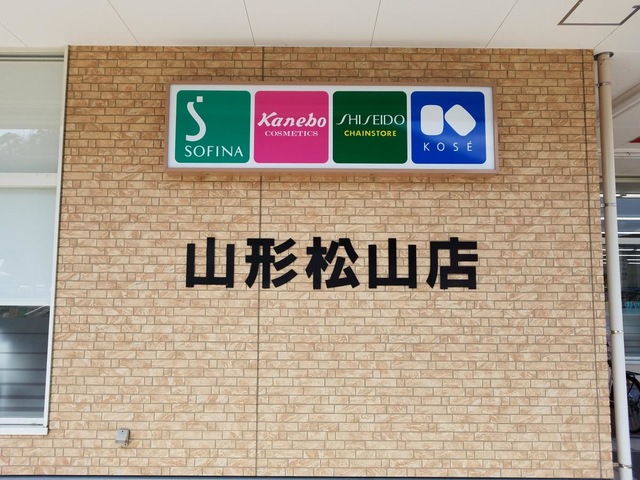 SOFINA
Kanebo
COSMETICS
SHISEIDO
CHAINSTORE
KOSÉ
山形松山店